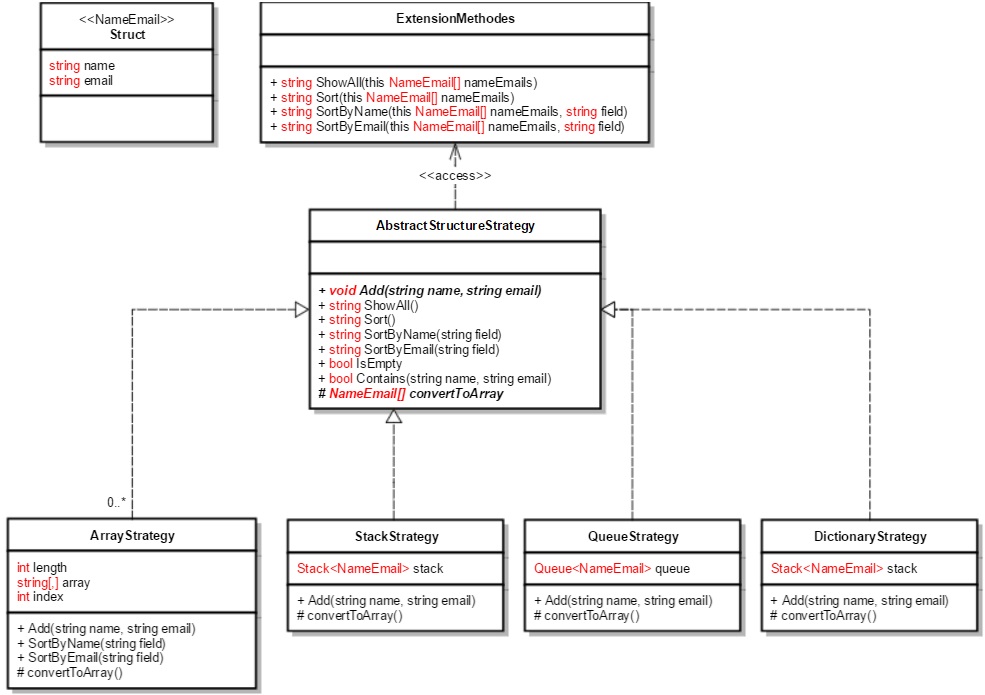 <<NameEmail>>
Struct
string name
string email
ExtensionMethodes
+ string ShowAll(this NameEmail[] nameEmails)
+ string Sort(this NameEmail[] nameEmails)
+ string SortByName(this NameEmail[] nameEmails, string field)
+ string SortByEmail(this NameEmail[] nameEmails, string field)
<<access>>
AbstractStructureStrategy
+ void Add(string name, string email)
+ string ShowAll()
+ string Sort()
+ string SortByName(string field)
+ string SortByEmail(string field)
+ bool IsEmpty
+ bool Contains(string name, string email)
# NameEmail[] convertToArray
0..*
ArrayStrategy
int length
string[,] array
int index
+ Add(string name, string email)
+ SortByName(string field)
+ SortByEmail(string field)
# convertToArray()
StackStrategy
Stack<NameEmail> stack
+ Add(string name, string email)
# convertToArray()
QueueStrategy
Queue<NameEmail> queue
+ Add(string name, string email)
# convertToArray()
DictionaryStrategy
Stack<NameEmail> stack
+ Add(string name, string email)
# convertToArray()